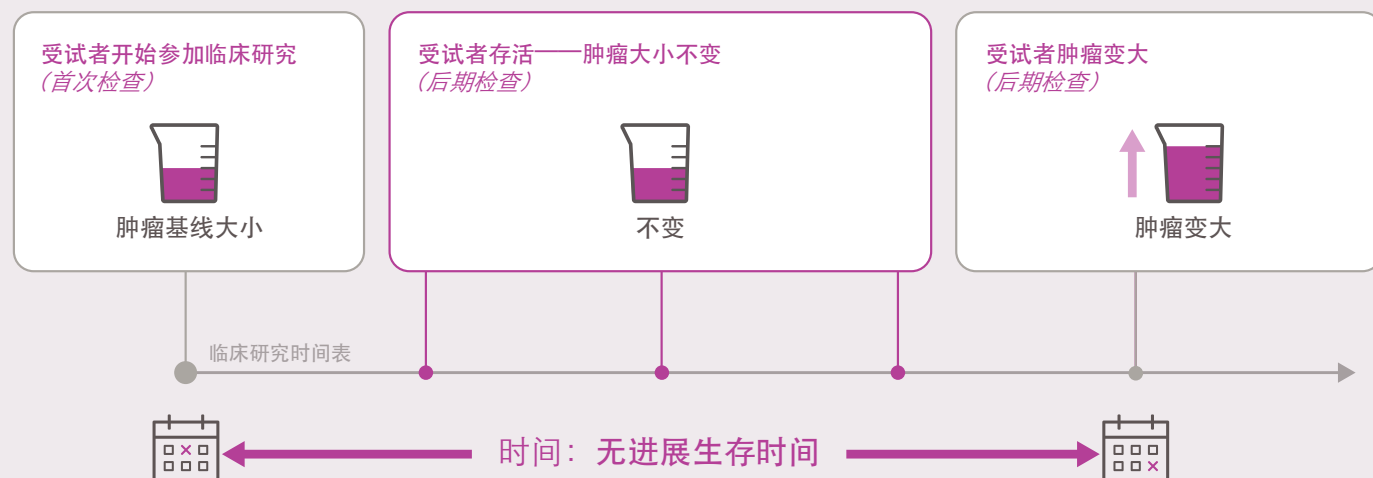 受试者开始参加临床研究
（首次检查）
肿瘤基线大小
受试者存活——肿瘤大小不变
（后期检查）
不变
受试者肿瘤变大
（后期检查）
肿瘤变大
临床研究时间表
时间：无进展生存时间